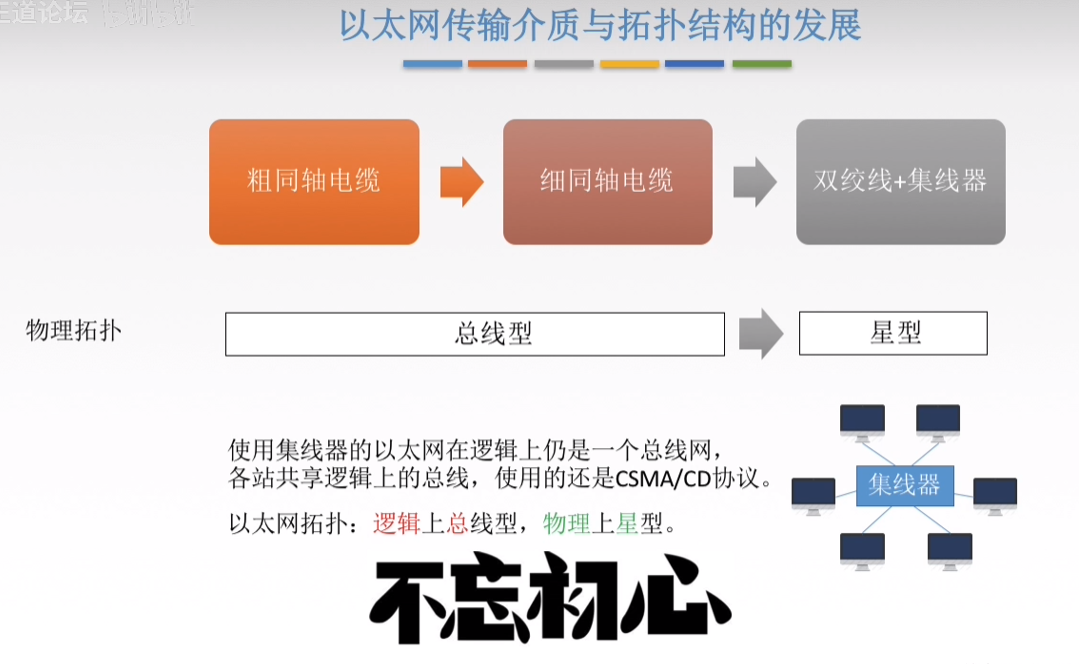 王道论坛
以太网传输介质与拓扑结构的发展
粗同轴电缆
细同轴电缆
双绞线+集线器
物理拓扑
总线型
星型
使用集线器的以太网在逻辑上仍是一个总线网，
各站共享逻辑上的总线，使用的还是CSMA/CD协议。
以太网拓扑：逻辑上总线型，物理上星型。
集线器
不忘初心